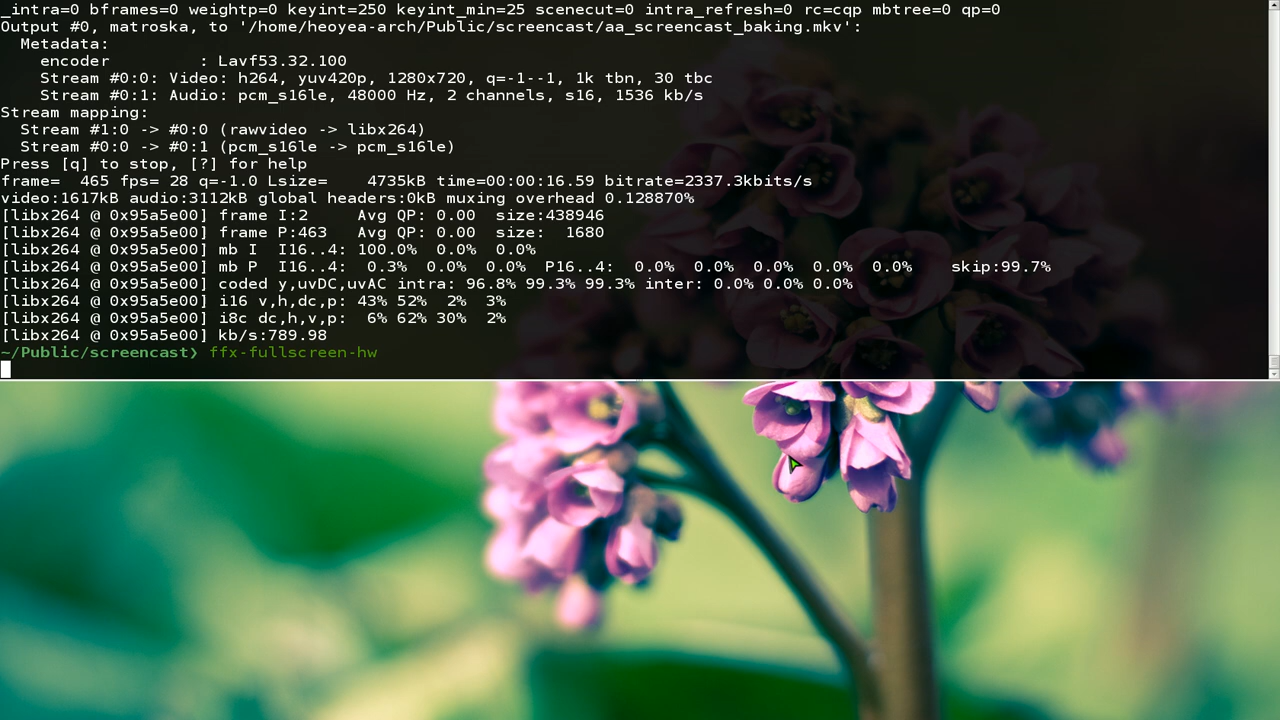 _intra=0 bframes=0 weightp=0 keyint=250 keyint_min=25 scenecut=0 intra_refresh=0 rc=cqp mbtree=0 qp=0
Output #0, matroska, to '/home/heoyea-arch/Public/screencast/aa_screencast_baking.mkv':
  Metadata:
    encoder         : Lavf53.32.100
    Stream #0:0: Video: h264, yuv420p, 1280x720, q=-1--1, 1k tbn, 30 tbc
    Stream #0:1: Audio: pcm_s16le, 48000 Hz, 2 channels, s16, 1536 kb/s
Stream mapping:
  Stream #1:0 -> #0:0 (rawvideo -> libx264)
  Stream #0:0 -> #0:1 (pcm_s16le -> pcm_s16le)
Press [q] to stop, [?] for help
frame=  465 fps= 28 q=-1.0 Lsize=    4735kB time=00:00:16.59 bitrate=2337.3kbits/s
video:1617kB audio:3112kB global headers:0kB muxing overhead 0.128870%
[libx264 @ 0x95a5e00] frame I:2     Avg QP: 0.00  size:438946
[libx264 @ 0x95a5e00] frame P:463   Avg QP: 0.00  size:  1680
[libx264 @ 0x95a5e00] mb I  I16..4: 100.0%  0.0%  0.0%
[libx264 @ 0x95a5e00] mb P  I16..4:  0.3%  0.0%  0.0%  P16..4:  0.0%  0.0%  0.0%  0.0%  0.0%    skip:99.7%
[libx264 @ 0x95a5e00] coded y,uvDC,uvAC intra: 96.8% 99.3% 99.3% inter: 0.0% 0.0% 0.0%
[libx264 @ 0x95a5e00] i16 v,h,dc,p: 43% 52%  2%  3%
[libx264 @ 0x95a5e00] i8c dc,h,v,p:  6% 62% 30%  2%
[libx264 @ 0x95a5e00] kb/s:789.98
~/Public/screencast❯ ffx-fullscreen-hw